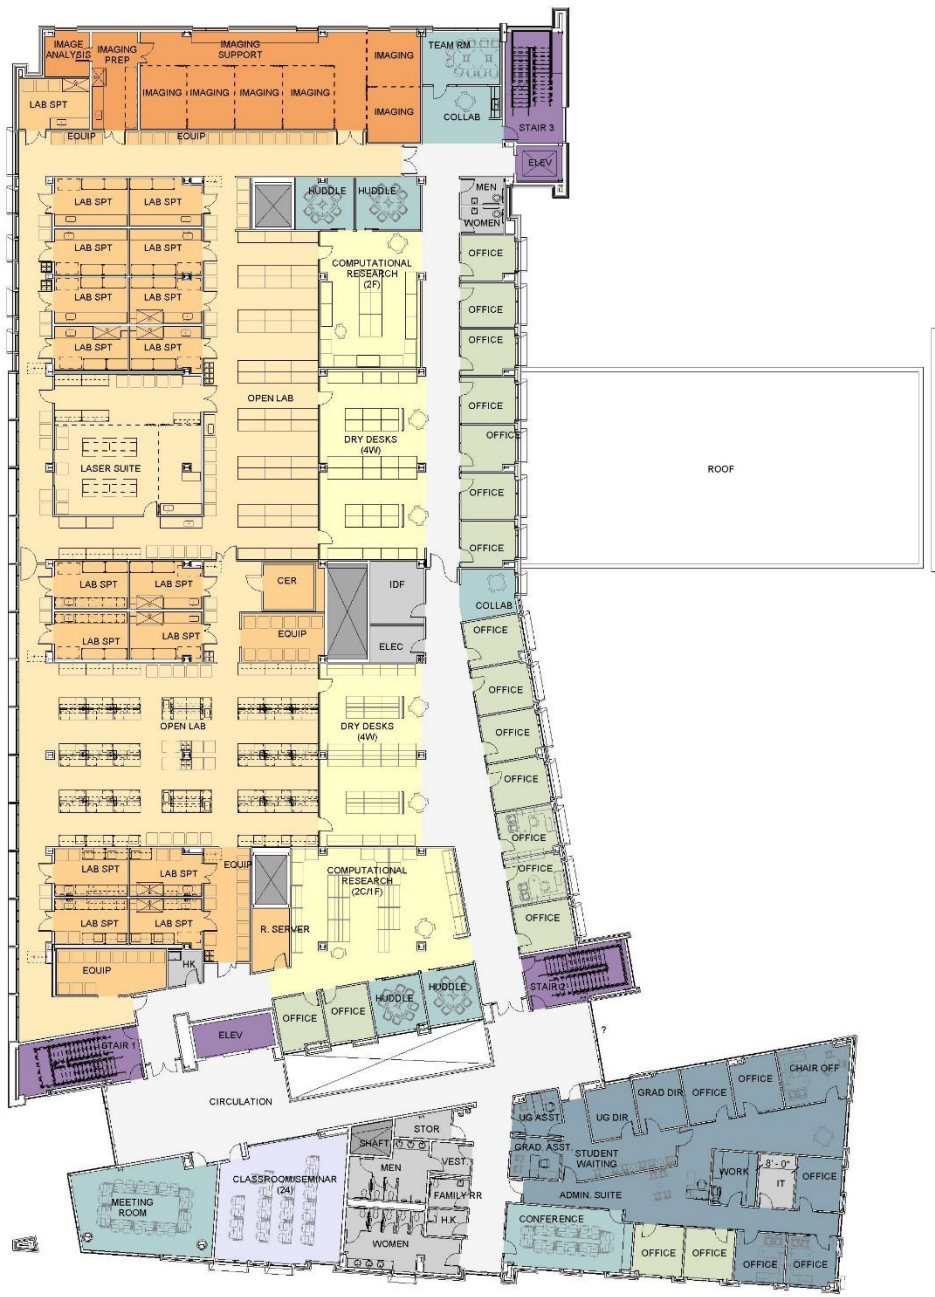 IMAGE
ANALYSIS
IMAGING
PREP
IMAGING
SUPPORT
IMAGING
TEAM RM
IMAGING
IMAGING
IMAGING
IMAGING
LAB SPT
IMAGING
COLLAB
STAIR 3
EQUIP
EQUIP
ELEV
LAB SPT
LAB SPT
HUDDLE
HUDDLE
MEN
WOMEN
LAB SPT
LAB SPT
COMPUTATIONAL
RESEARCH
(2F)
OFFICE
LAB SPT
LAB SPT
OFFICE
LAB SPT
LAB SPT
OFFICE
OPEN LAB
OFFICE
DRY DESKS
(4W)
OFFICE
LASER SUITE
ROOF
OFFICE
OFFICE
LAB SPT
LAB SPT
CER
IDF
COLLAB
LAB SPT
LAB SPT
EQUIP
ELEC
OFFICE
OFFICE
OPEN LAB
DRY DESKS
(4W)
OFFICE
OFFICE
OFFICE
LAB SPT
LAB SPT
EQUIP
COMPUTATIONAL
RESEARCH
(2C/1F)
OFFICE
LAB SPT
LAB SPT
R. SERVER
OFFICE
EQUIP
HK
STAIR 2
OFFICE
OFFICE
HUDDLE
HUDDLE
STAIR 1
ELEV
?
CIRCULATION
UG ASST.
UG DIR
GRAD DIR
OFFICE
OFFICE
CHAIR OFF
SHAFT
STOR
GRAD. ASST.
STUDENT
WAITING
MEN
VEST.
WORK
8' - 0"
IT
OFFICE
CLASSROOM/SEMINAR
(24)
MEETING
ROOM
FAMILY RR
ADMIN. SUITE
H.K
CONFERENCE
WOMEN
OFFICE
OFFICE
OFFICE
OFFICE